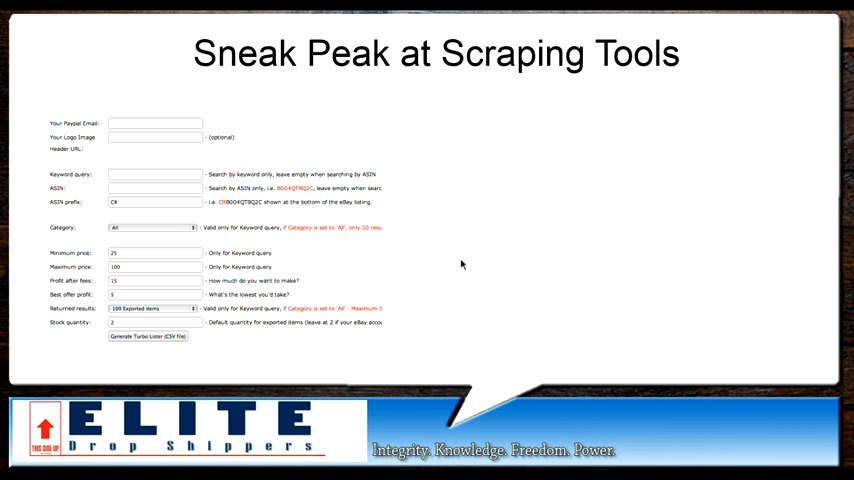 Sneak Peak at Scraping Tools
Your Paypal Email:
Your Logo Image - (optional)
Header URL:
Keyword query: - Search by keyword only, leave empty when searching by ASIN
ASIN: - Search by ASIN only, i.e. B004QTBQ2C, leave empty when searc
ASIN prefix: CR - i.e. CRB004QTBQ2C shown at the bottom of the eBay listing.
Category: All - Valid only for Keyword query, if Category is set to 'All', only 50 resu
Minimum price: 25 - Only for Keyword query
Maximum price: 100 - Only for Keyword query
Profit after fees: 15 - How much do you want to make?
Best offer profit: 5 - What's the lowest you'd take?
Returned results: 100 Exported items - Valid only for Keyword query, if Category is set to 'All' - Maximum 5
Stock quantity: 2 - Default quantity for exported items (leave at 2 if your eBay accou
Generate Turbo Lister (CSV file)
ELITE
Drop Shippers
THIS SIDE UP
Integrity. Knowledge. Freedom. Power.